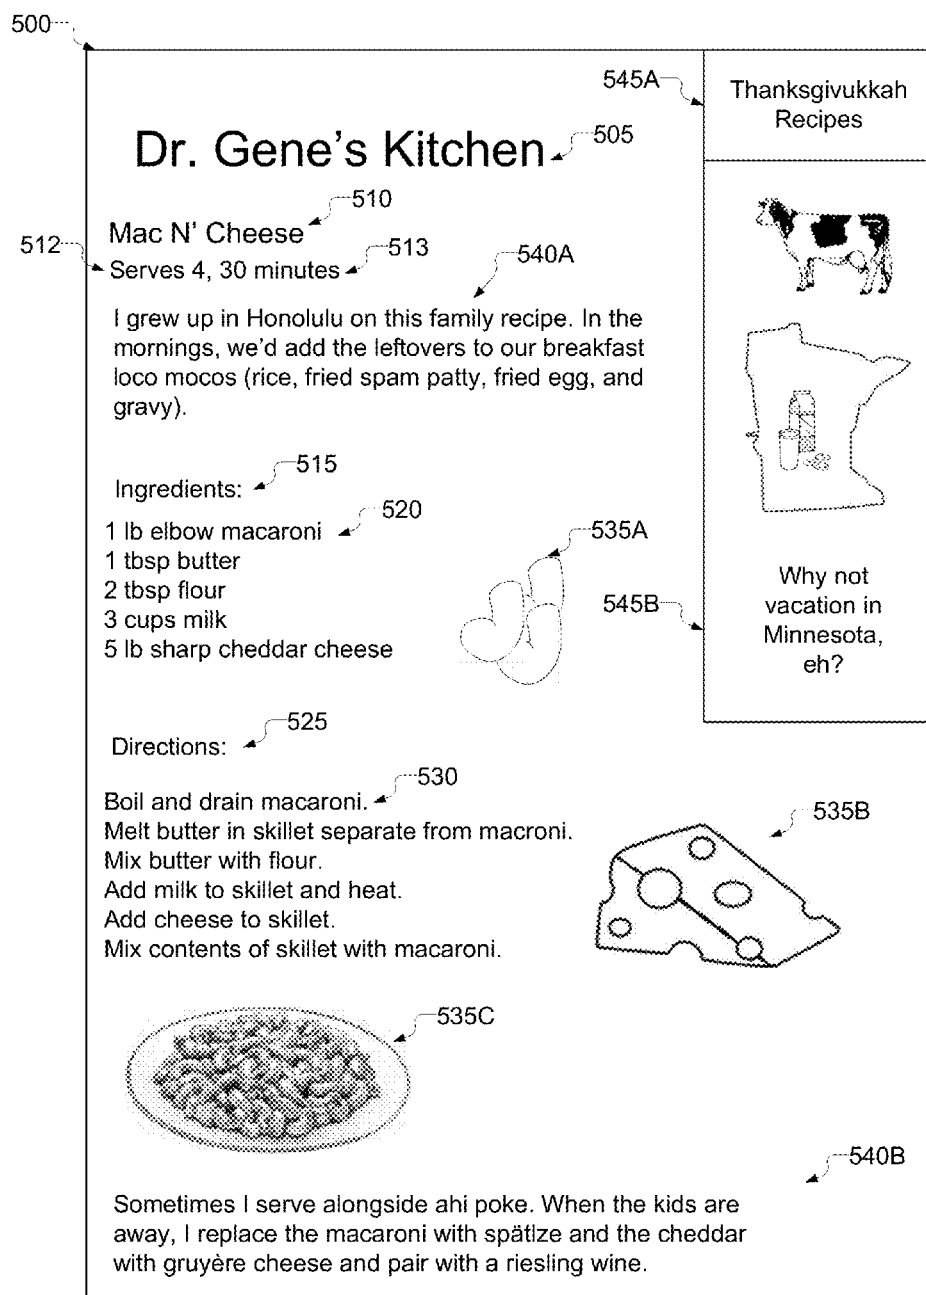 500
545A
Thanksgivukkah
Recipes
Dr. Gene's Kitchen
505
510
Mac N' Cheese
512
513
Serves 4, 30 minutes
540A
I grew up in Honolulu on this family recipe. In the
mornings, we'd add the leftovers to our breakfast
loco mocos (rice, fried spam patty, fried egg, and
gravy).
515
Ingredients:
520
1 lb elbow macaroni
1 tbsp butter
2 tbsp flour
3 cups milk
5 lb sharp cheddar cheese
535A
545B
Why not
vacation in
Minnesota,
eh?
525
Directions:
530
Boil and drain macaroni.
Melt butter in skillet separate from macroni.
Mix butter with flour.
Add milk to skillet and heat.
Add cheese to skillet.
Mix contents of skillet with macaroni.
535B
535C
540B
Sometimes I serve alongside ahi poke. When the kids are
away, I replace the macaroni with spätlze and the cheddar
with gruyère cheese and pair with a riesling wine.